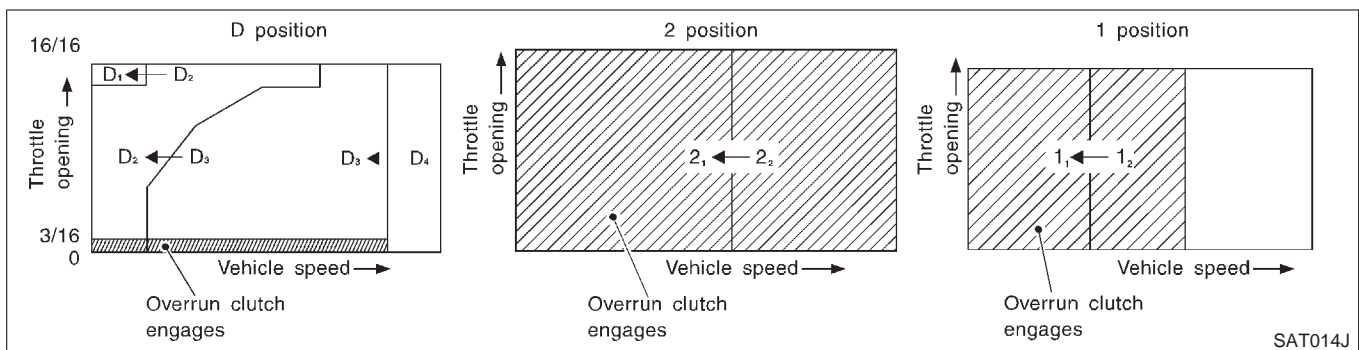 D position
16/16
D₁ ← D₂
D₂ ← D₃
D₃ ◄ D₄
Throttle
opening →
3/16
0
Vehicle speed →
Overrun clutch
engages
2 position
Throttle
opening →
2₁ ← 2₂
Vehicle speed →
Overrun clutch
engages
1 position
Throttle
opening →
1₁ ← 1₂
Vehicle speed →
Overrun clutch
engages
SAT014J